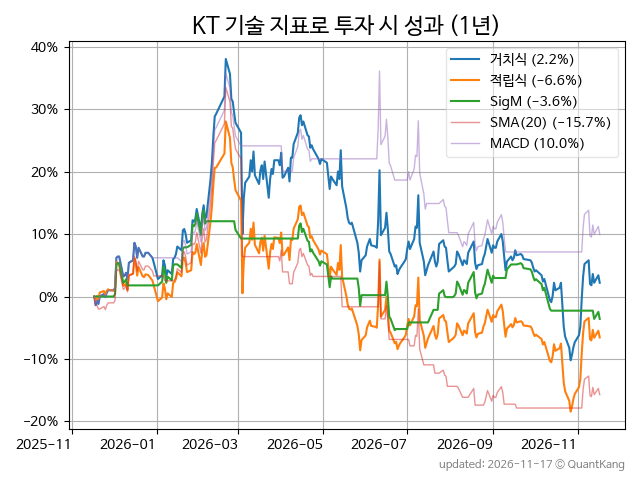 KT 기술 지표로 투자 시 성과 (1년)
40%
30%
20%
10%
0%
−10%
−20%
거치식 (2.2%)
적립식 (−6.6%)
SigM (−3.6%)
SMA(20) (−15.7%)
MACD (10.0%)
2025-11
2026-01
2026-03
2026-05
2026-07
2026-09
2026-11
updated: 2026-11-17 © QuantKang